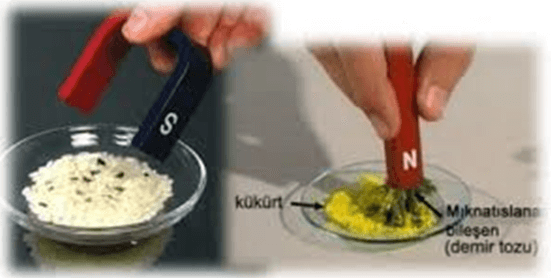 S
N
kükürt
Mıknatıslana
bileşen
(demir tozu)